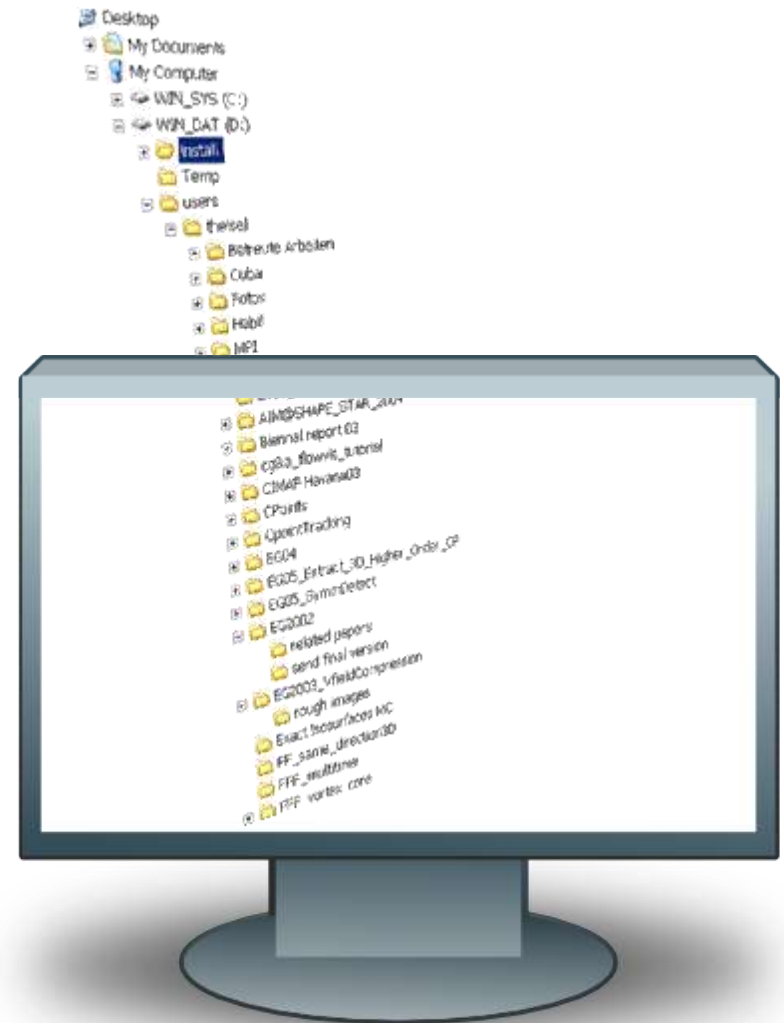 Desktop
My Documents
My Computer
WIN_SYS (C:)
WIN_DAT (D:)
install
Temp
users
theisel
Betreute Arbeiten
Cuba
Fotos
Habil
MPI
AIM@SHAPE_STAR_2004
Biennal report 03
cg&a_flowvis_tutorial
CIMAF Havana03
CPoints
CpointTracking
EG04
EG05_Extract_3D_Higher_Order_CP
EG05_SymmDetect
EG2002
related papers
send final version
EG2003_VfieldCompression
rough images
Exact Isosurfaces MC
FF_same_direction3D
FFF_multitime
FFF vortex core